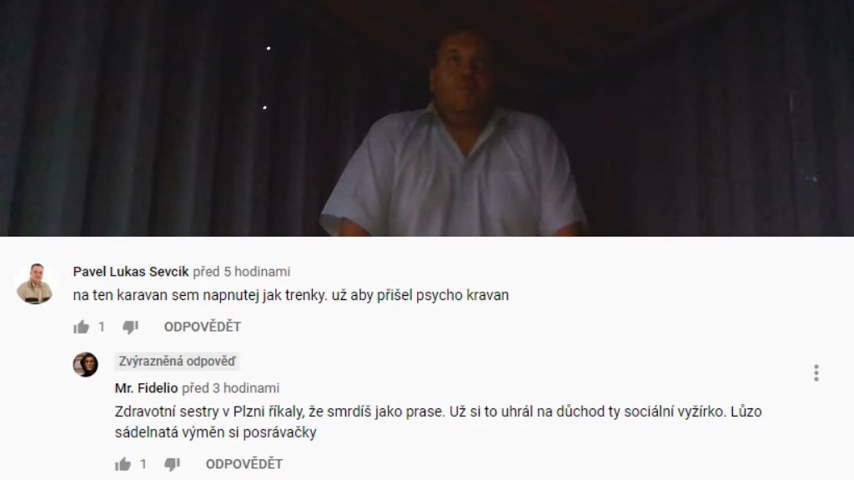 Pavel Lukas Sevcik před 5 hodinami
na ten karavan sem napnutej jak trenky. už aby přišel psycho kravan
1 ODPOVĚDĚT
Zvýrazněná odpověď
Mr. Fidelio před 3 hodinami
Zdravotní sestry v Plzni říkaly, že smrdíš jako prase. Už si to uhrál na důchod ty sociální vyžírko. Lůzo
sádelnatá výměn si posrávačky
1 ODPOVĚDĚT